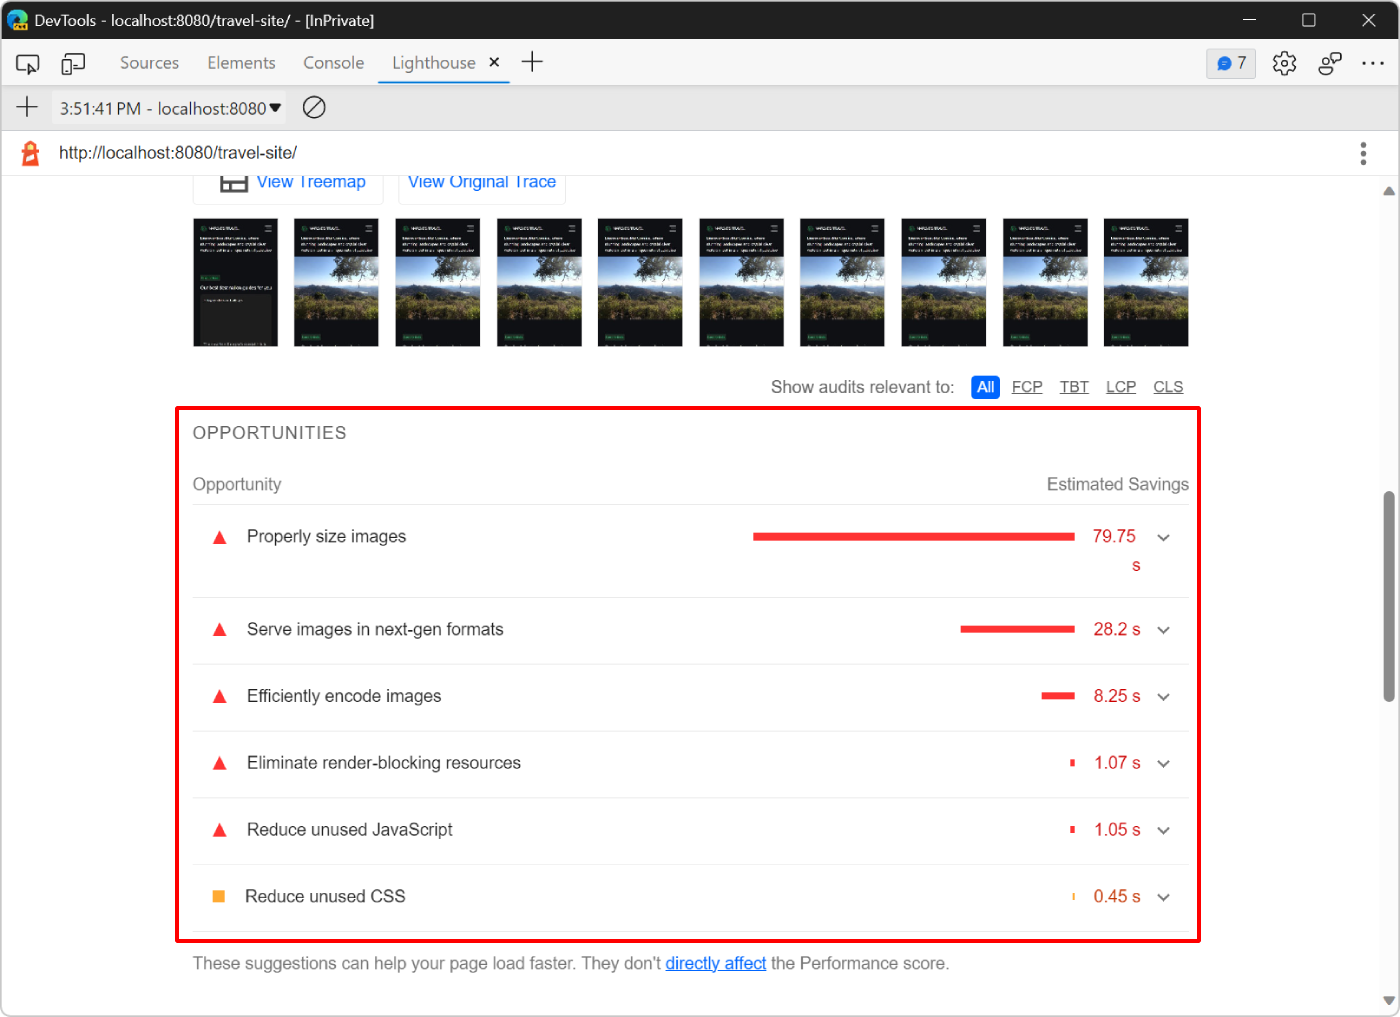 DevTools - localhost:8080/travel-site/ - [InPrivate]
Sources Elements Console Lighthouse 7
3:51:41 PM - localhost:8080
http://localhost:8080/travel-site/
View Treemap View Original Trace
Show audits relevant to: All FCP TBT LCP CLS
OPPORTUNITIES
Opportunity Estimated Savings
Properly size images 79.75
s
Serve images in next-gen formats 28.2 s
Efficiently encode images 8.25 s
Eliminate render-blocking resources 1.07 s
Reduce unused JavaScript 1.05 s
Reduce unused CSS 0.45 s
These suggestions can help your page load faster. They don't directly affect the Performance score.